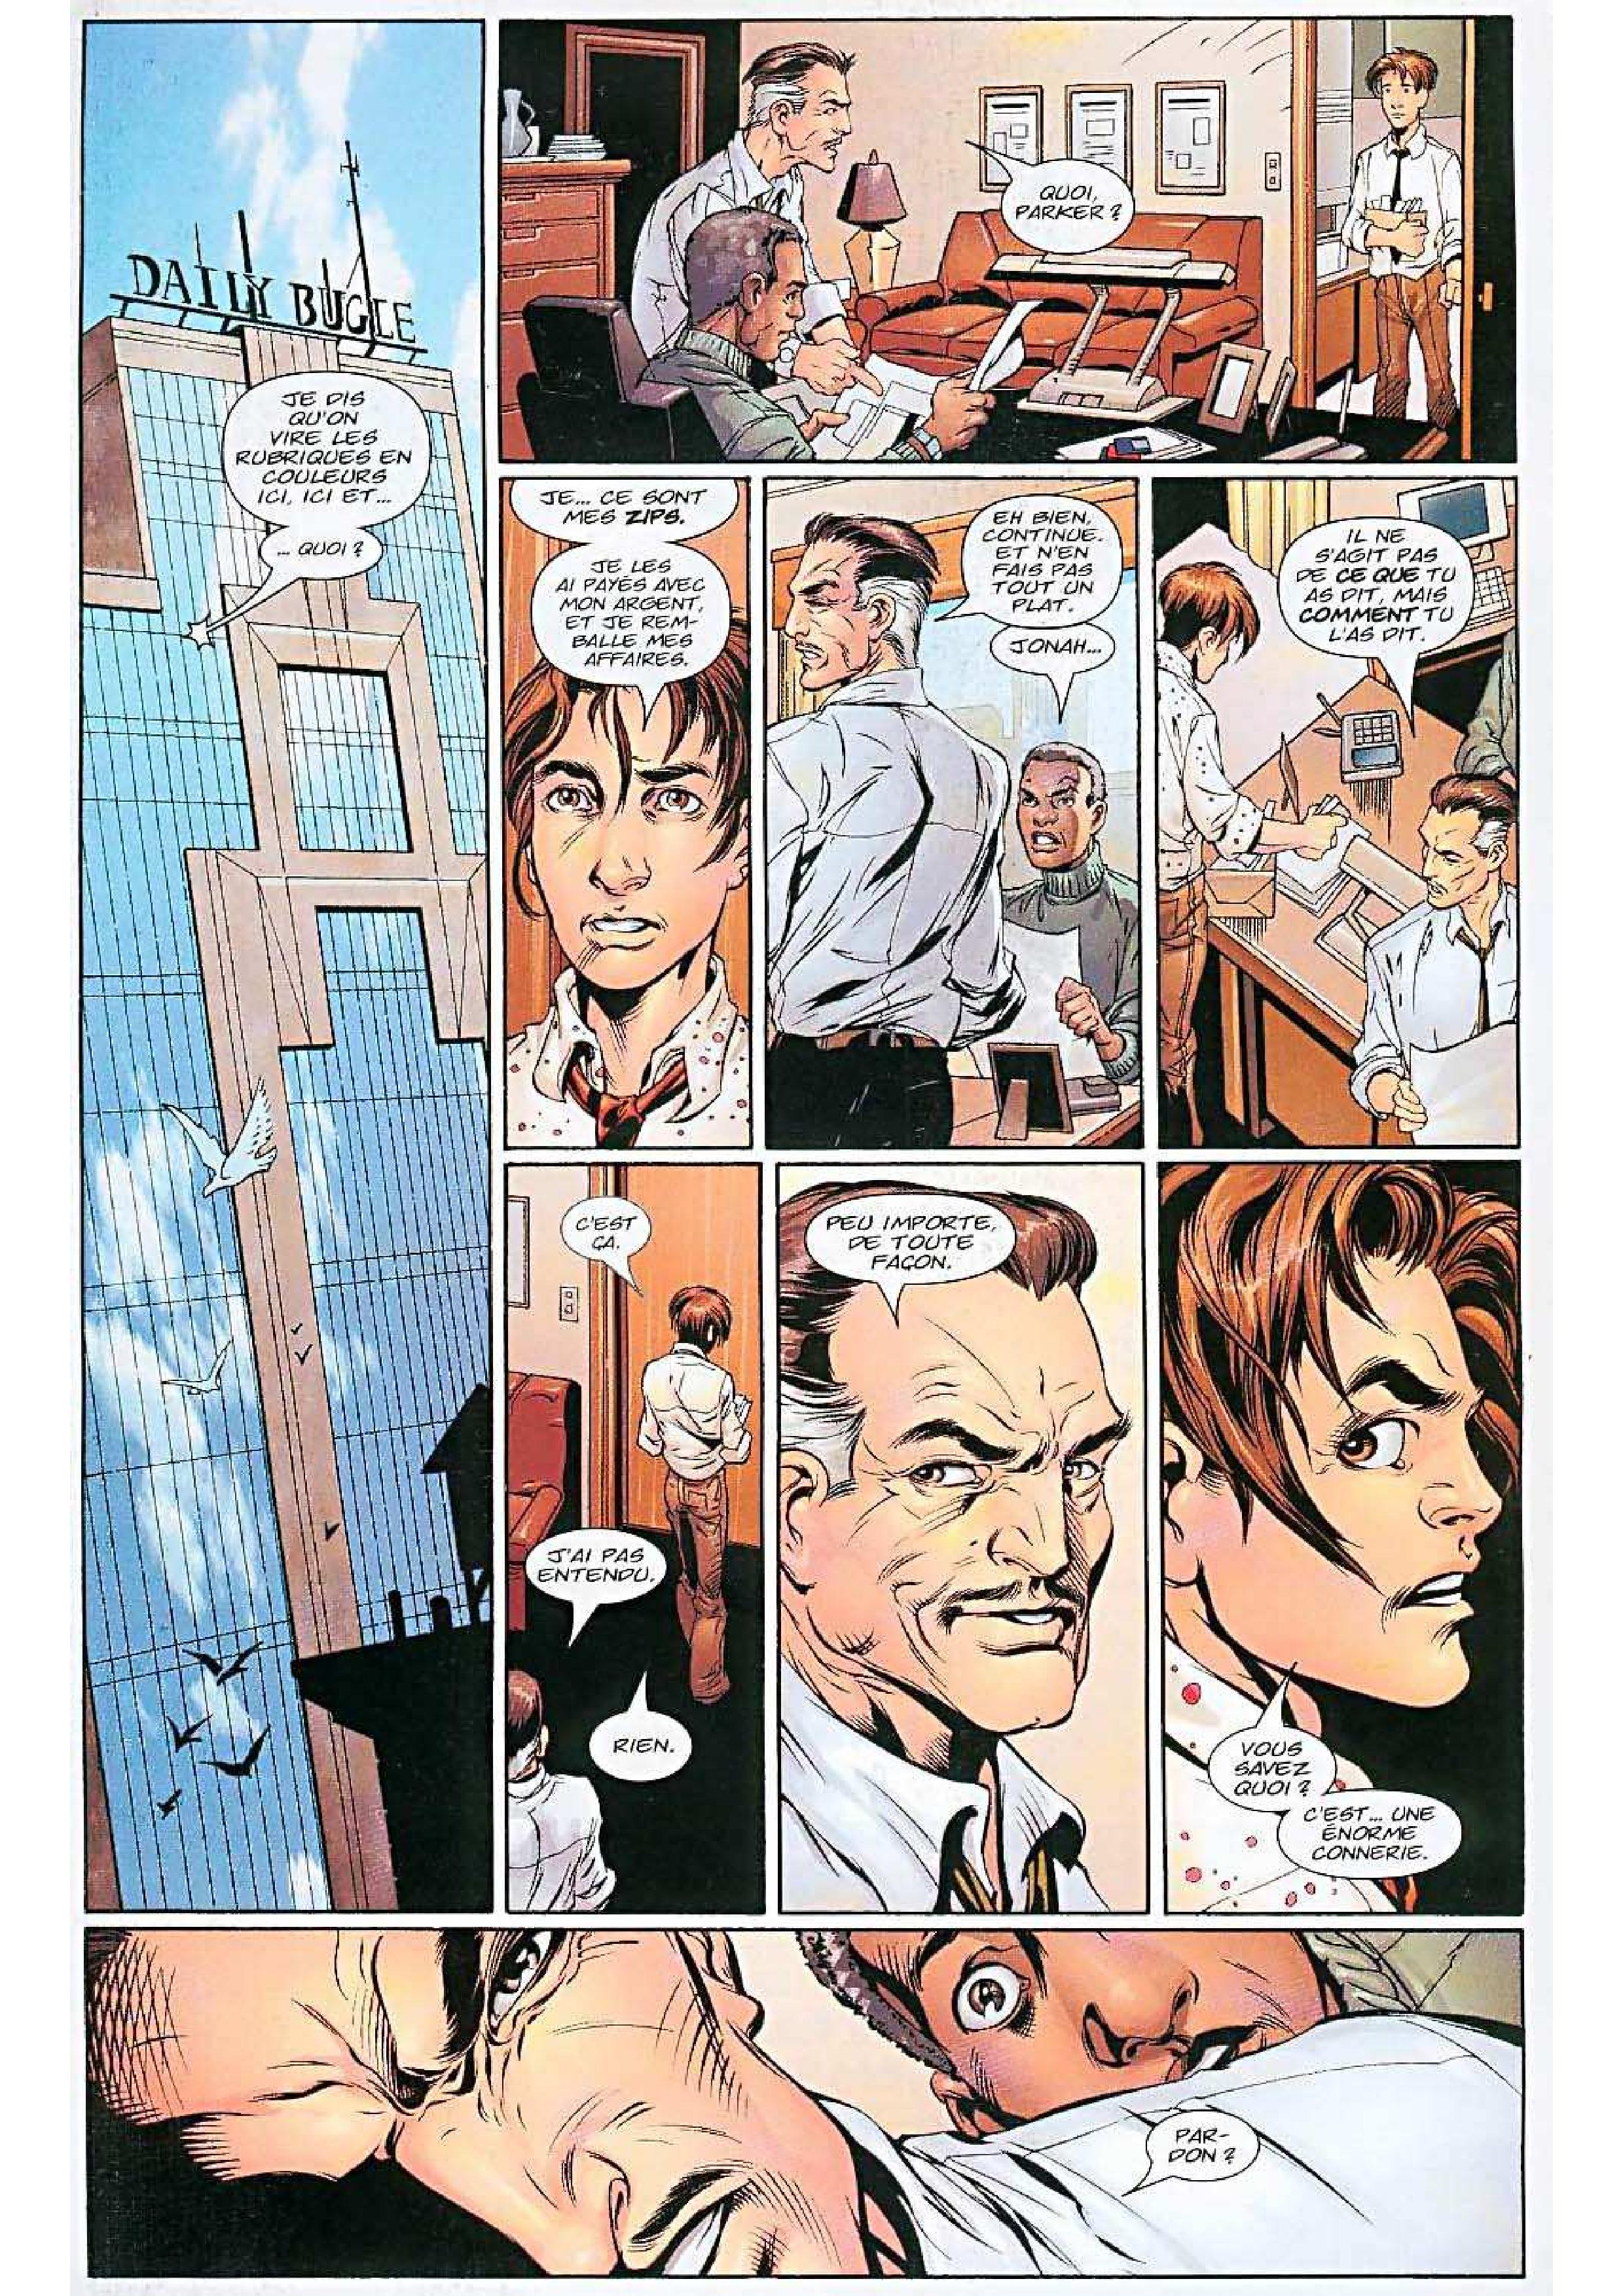 DAILY BUGLE
JE DIS
QU'ON
VIRE LES
RUBRIQUES EN
COULEURS
ICI, ICI ET...
... QUOI ?
QUOI,
PARKER ?
JE... CE SONT
MES ZIPS.
JE LES
AI PAYÉS AVEC
MON ARGENT,
ET JE REM-
BALLE MES
AFFAIRES.
EH BIEN,
CONTINUE.
ET N'EN
FAIS PAS
TOUT UN
PLAT.
JONAH...
IL NE
S'AGIT PAS
DE CE QUE TU
AS DIT, MAIS
COMMENT TU
L'AS DIT.
C'EST
ÇA.
J'AI PAS
ENTENDU.
RIEN.
PEU IMPORTE,
DE TOUTE
FAÇON.
VOUS
SAVEZ
QUOI ?
C'EST... UNE
ÉNORME
CONNERIE.
PAR-
DON ?